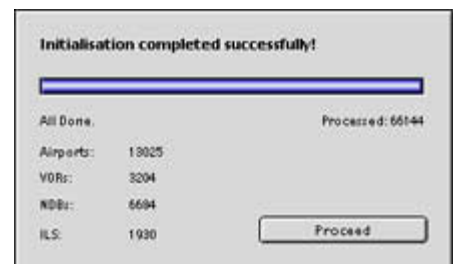 Initialisation completed successfully!
All Done. Processed: 66144
Airports: 13025
VORs: 3204
NDBs: 6694
ILS: 1930
Proceed